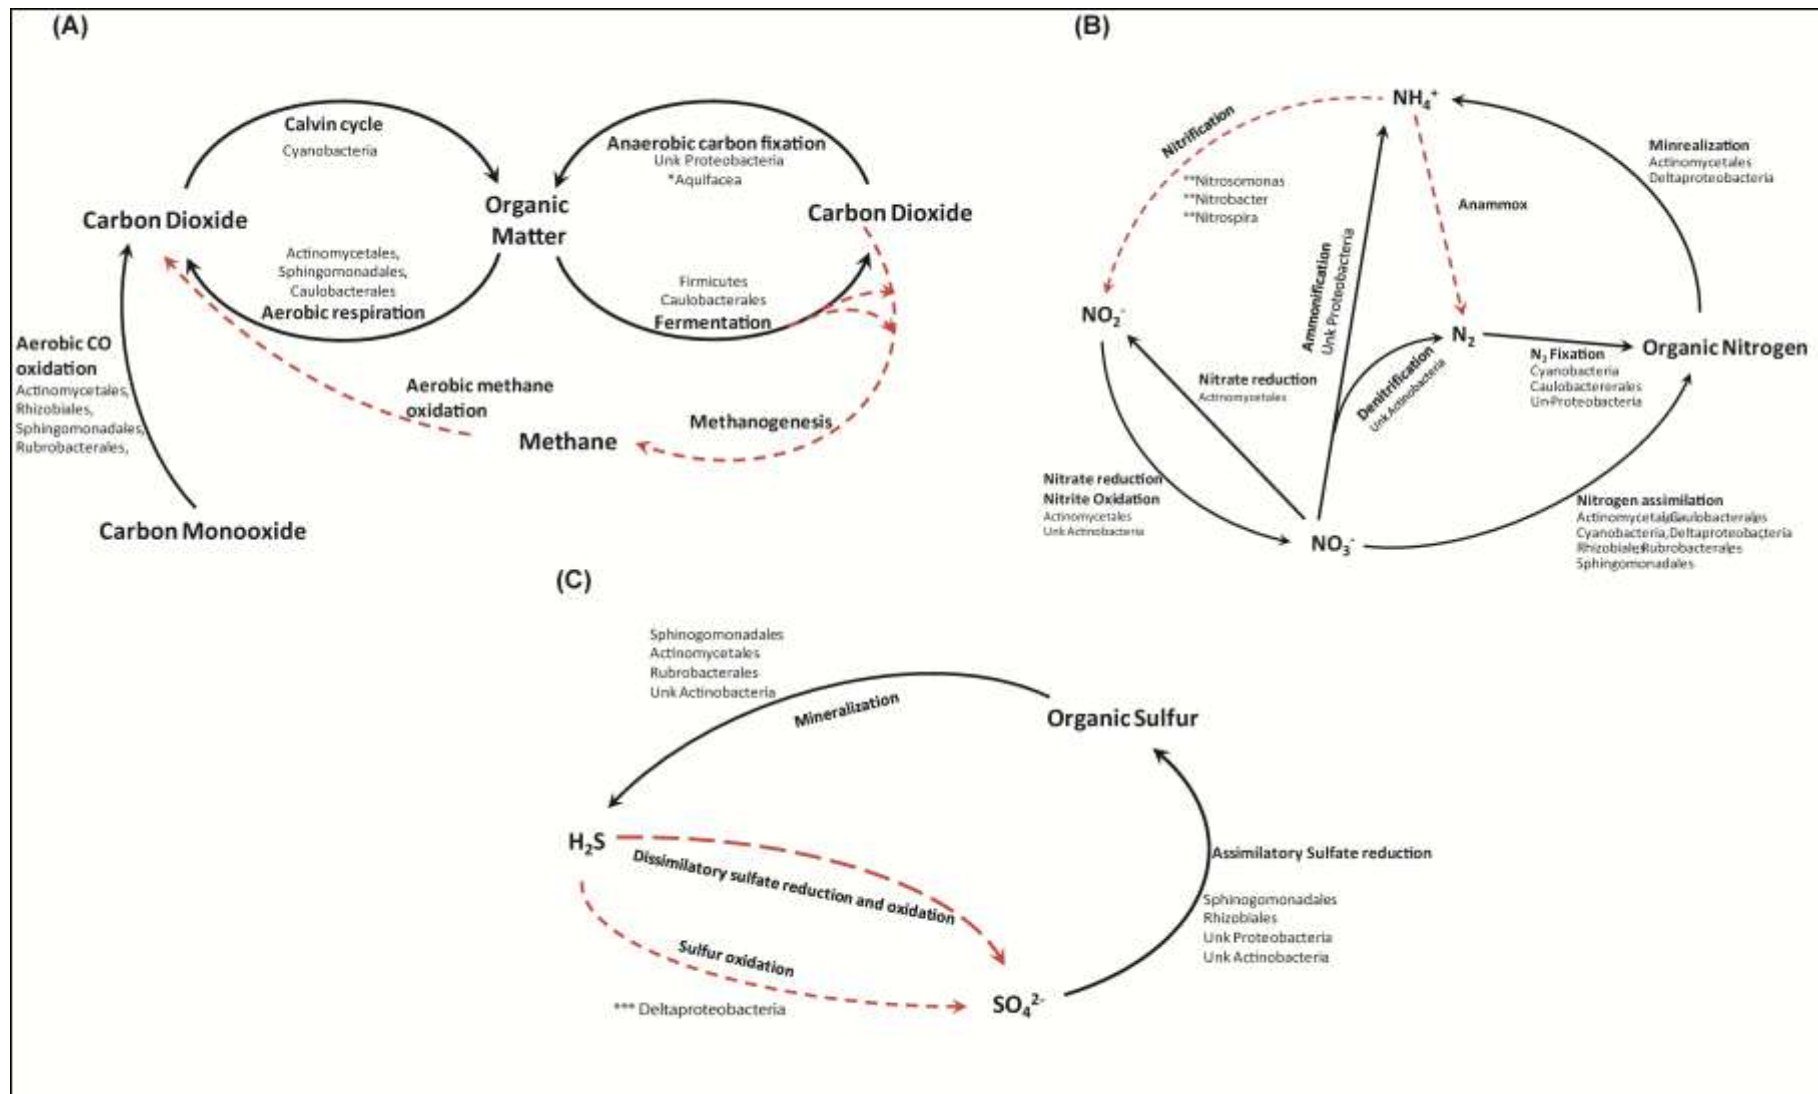 (A)
Calvin cycle
Cyanobacteria
Anaerobic carbon fixation
Unk Proteobacteria
*Aquifacea
Carbon Dioxide
Organic
Matter
Carbon Dioxide
Actinomycetales,
Sphingomonadales,
Caulobacterales
Aerobic respiration
Firmicutes
Caulobacterales
Fermentation
Aerobic CO
oxidation
Actinomycetales,
Rhizobiales,
Sphingomonadales,
Rubrobacterales,
Aerobic methane
oxidation
Methane
Methanogenesis
Carbon Monooxide
(B)
NH₄⁺
Nitrification
**Nitrosomonas
**Nitrobacter
**Nitrospira
Minrealization
Actinomycetales
Deltaproteobacteria
Anammox
Ammonification
Unk Proteobacteria
NO₂⁻
N₂
Organic Nitrogen
N₂ Fixation
Cyanobacteria
Caulobactererales
Un-Proteobacteria
Nitrate reduction
Actinomycetales
Denitrification
Unk Actinobacteria
Nitrate reduction
Nitrite Oxidation
Actinomycetales
Unk Actinobacteria
NO₃⁻
Nitrogen assimilation
Actinomycetales, Caulobacterales
Cyanobacteria, Deltaproteobacteria
Rhizobiales, Rubrobacterales
Sphingomonadales
(C)
Sphinogomonadales
Actinomycetales
Rubrobacterales
Unk Actinobacteria
Mineralization
Organic Sulfur
H₂S
Dissimilatory sulfate reduction and oxidation
Assimilatory Sulfate reduction
Sphinogomonadales
Rhizobiales
Unk Proteobacteria
Unk Actinobacteria
Sulfur oxidation
*** Deltaproteobacteria
SO₄²⁻